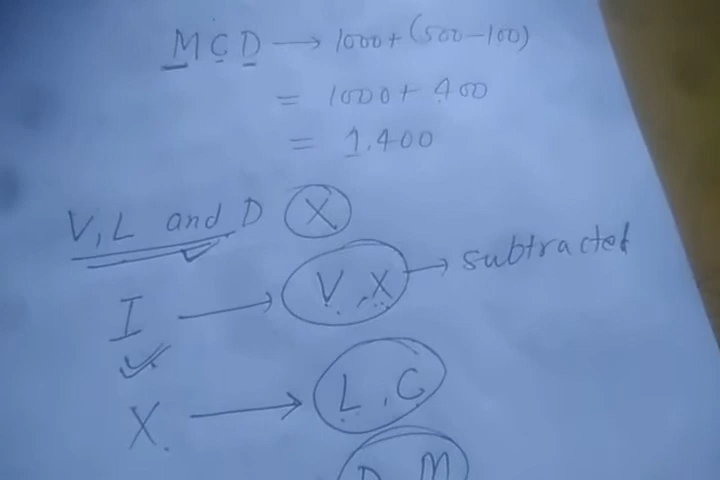 MCD → 1000+(500-100)
= 1000+400
= 1,400
V,L and D X
I → V,X → subtracted
X → L,C
D M